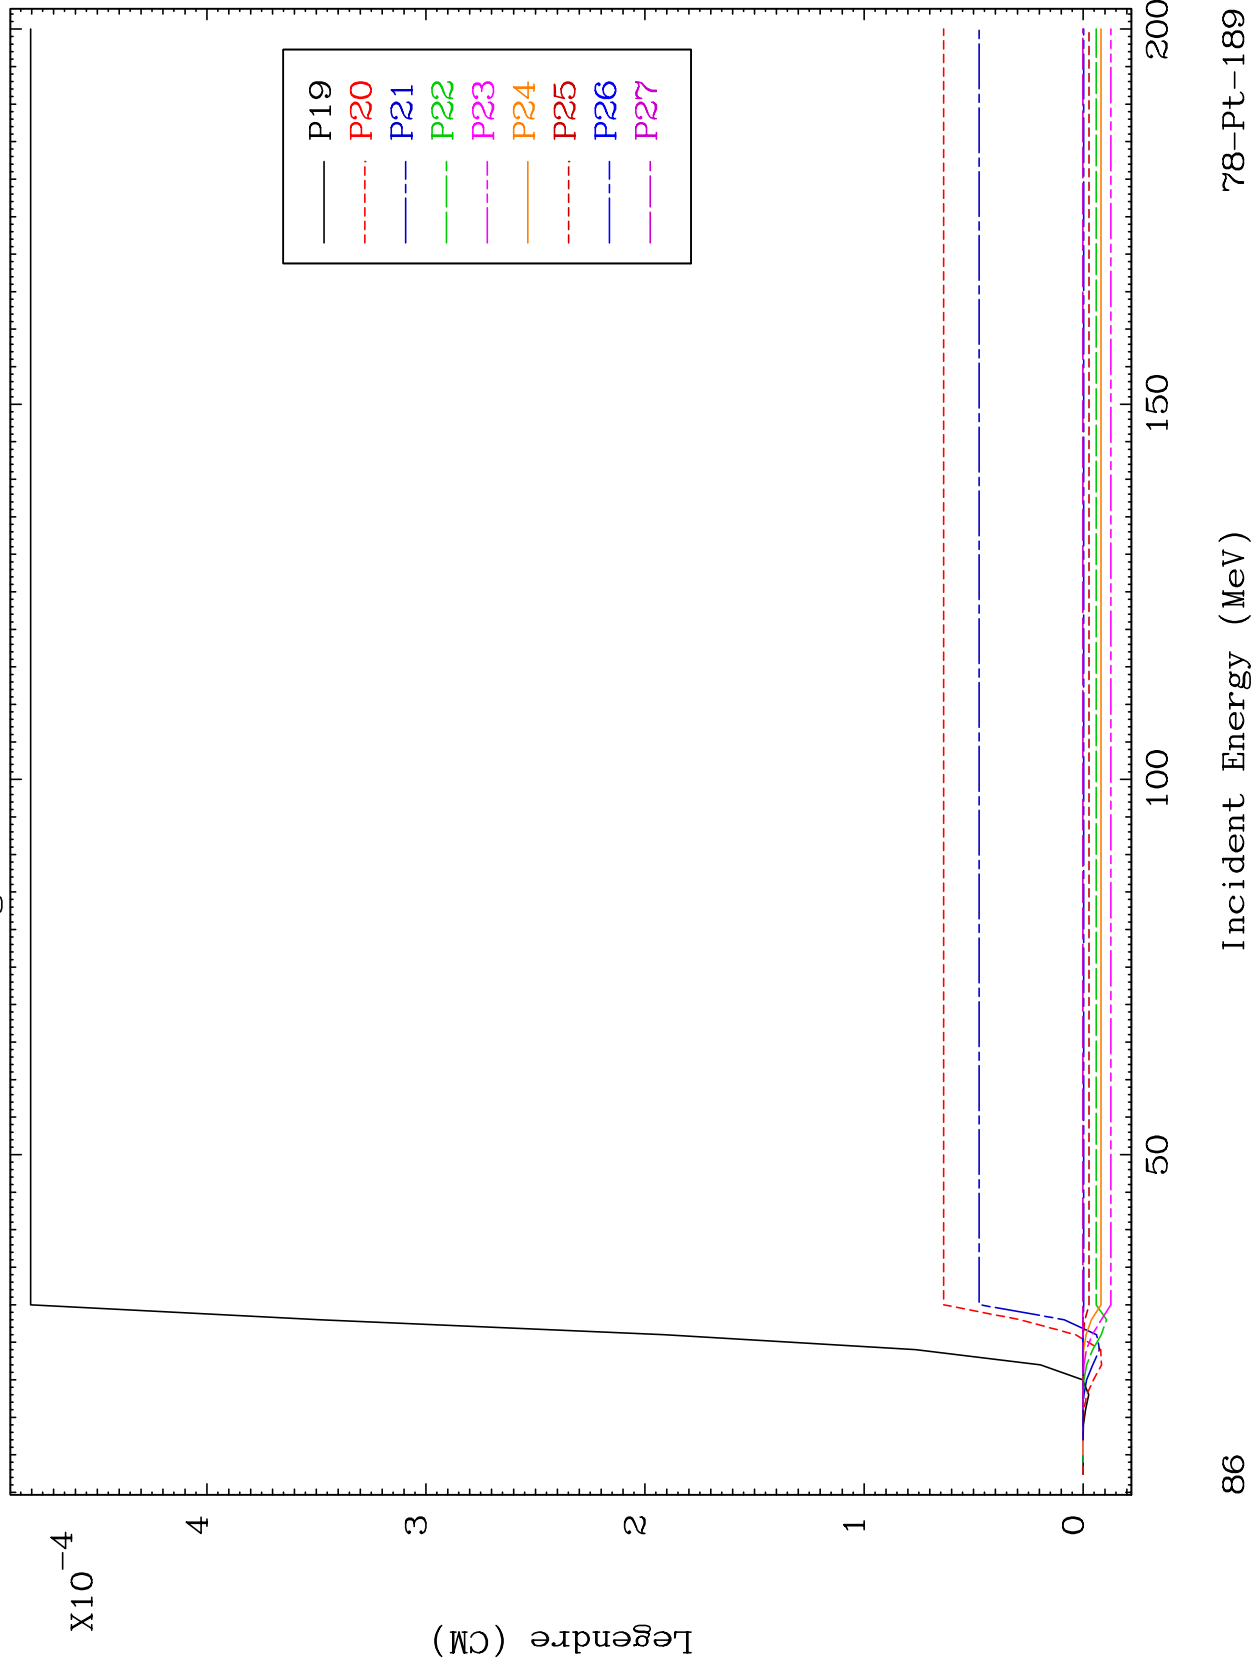 X10-4
Legendre (CM)
4
3
2
1
0
P19
P20
P21
P22
P23
P24
P25
P26
P27
50
100
150
200
86
Incident Energy (MeV)
78-Pt-189